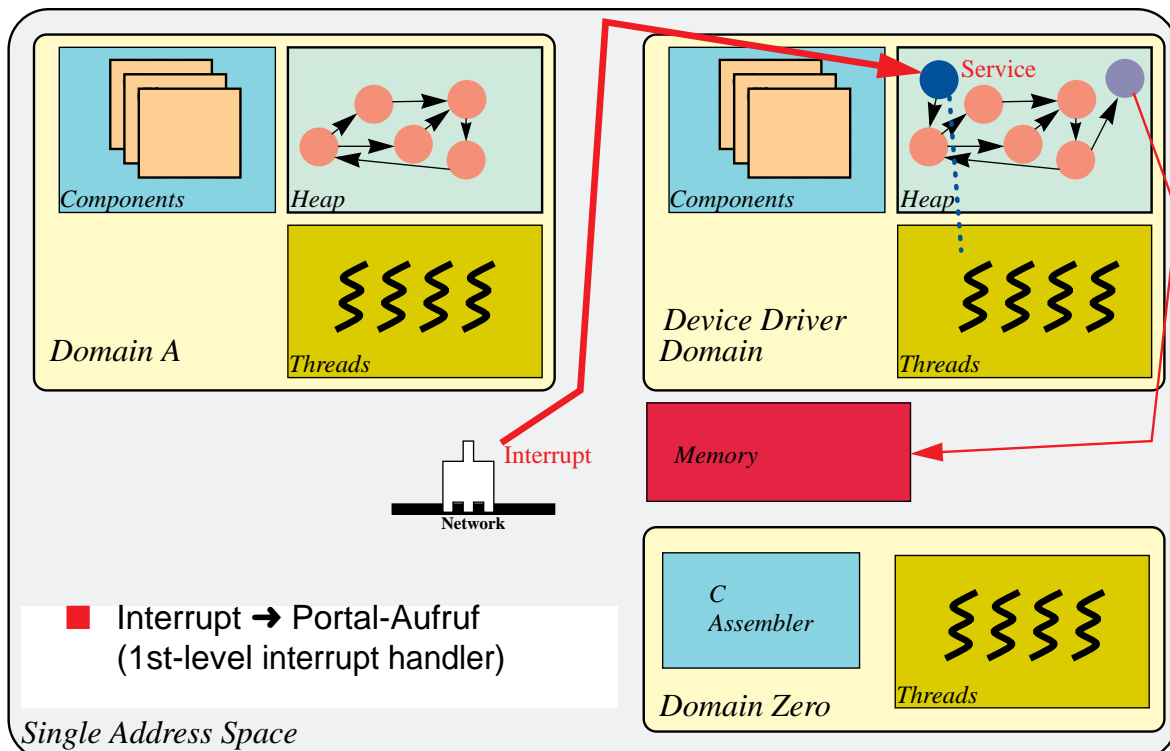 Service
Components
Heap
Components
Heap
Domain A
Threads
Device Driver
Domain
Threads
Interrupt
Memory
Network
C
Assembler
■ Interrupt ➜ Portal-Aufruf
(1st-level interrupt handler)
Threads
Domain Zero
Single Address Space